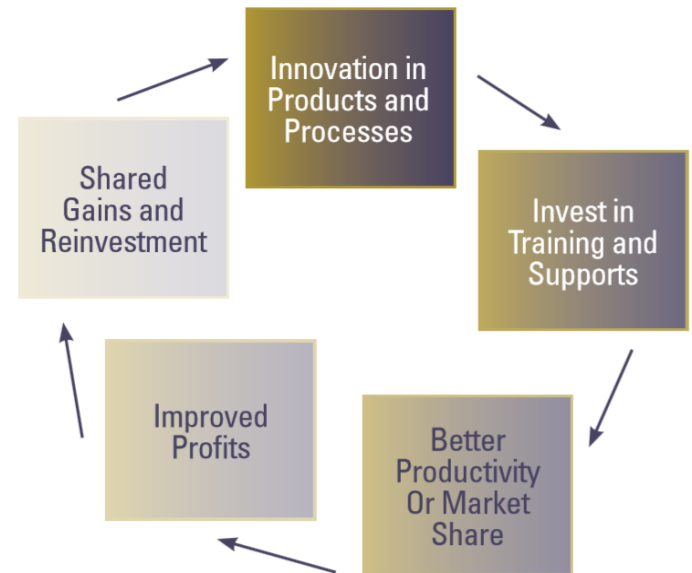 Innovation in
Products and
Processes
Invest in
Training and
Supports
Better
Productivity
Or Market
Share
Improved
Profits
Shared
Gains and
Reinvestment